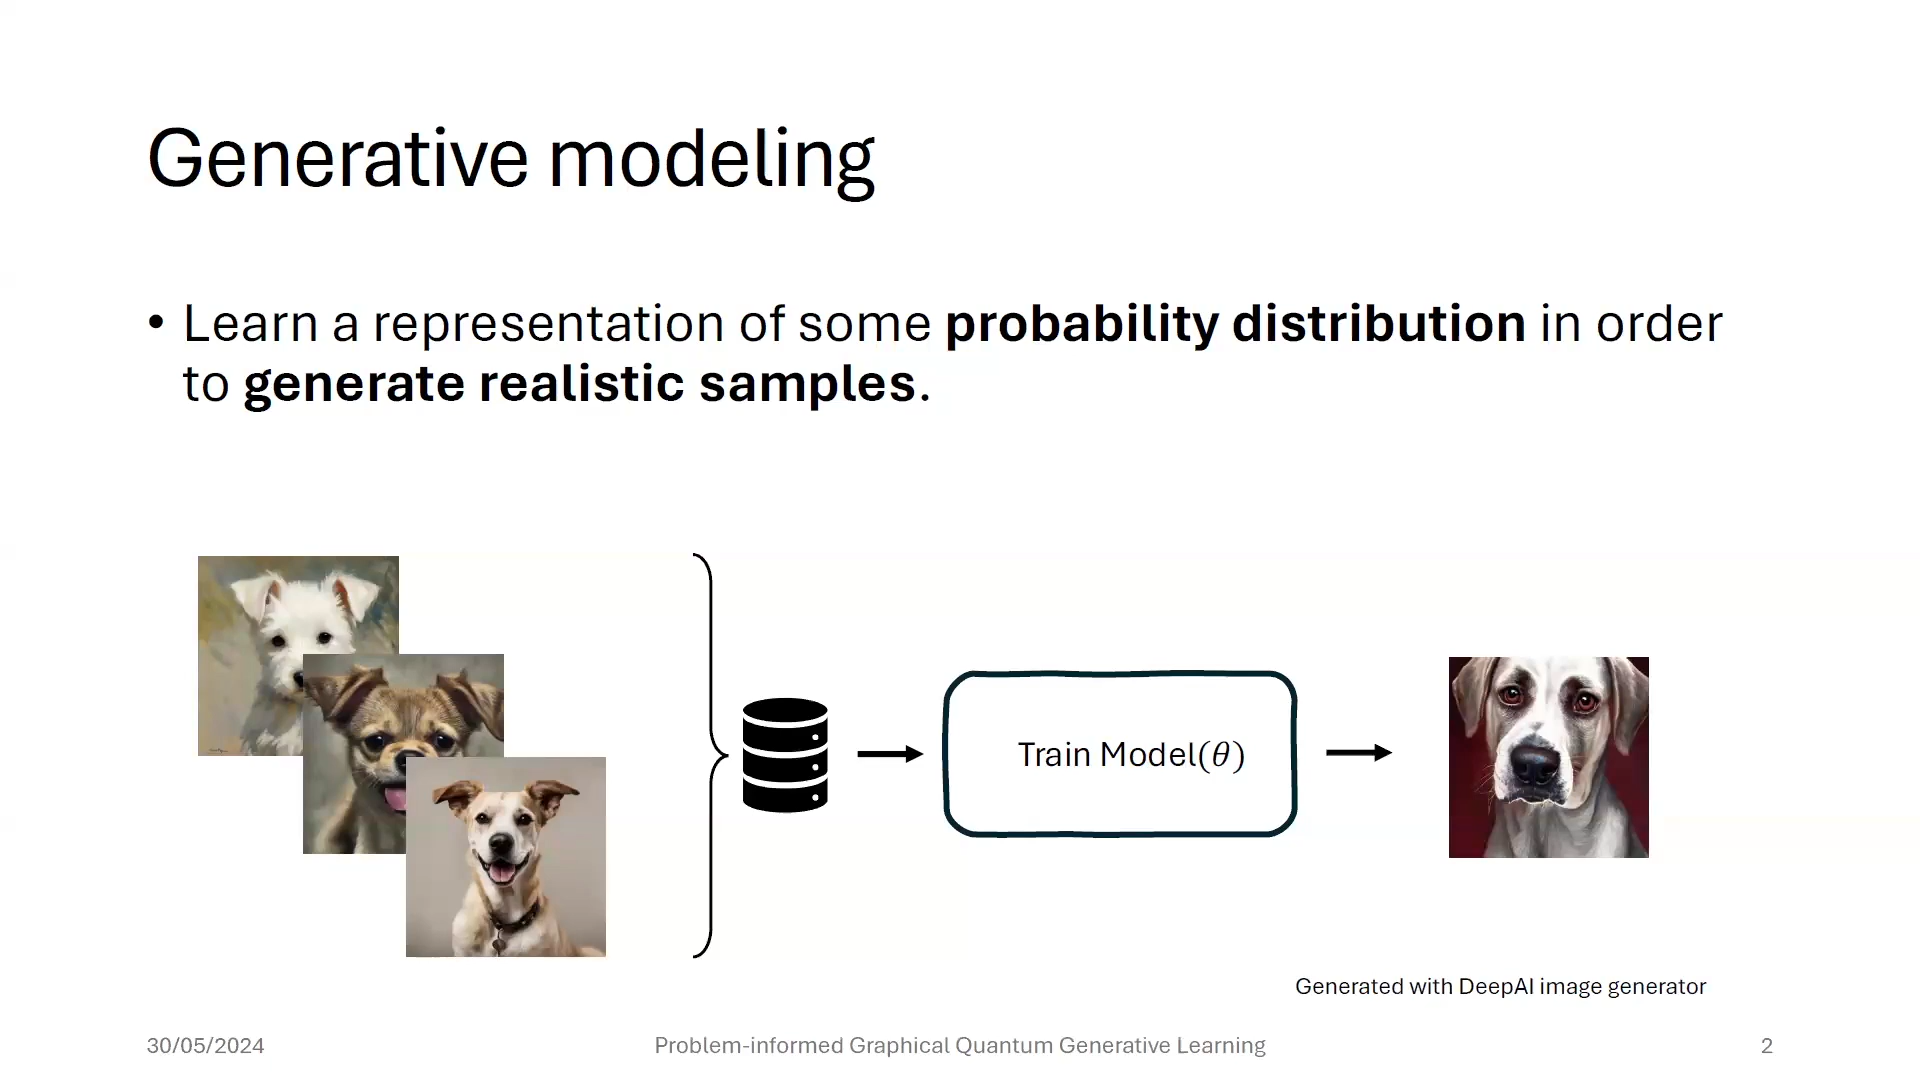 Generative modeling
• Learn a representation of some probability distribution in order
to generate realistic samples.
Train Model(θ)
Generated with DeepAI image generator
30/05/2024
Problem-informed Graphical Quantum Generative Learning
2